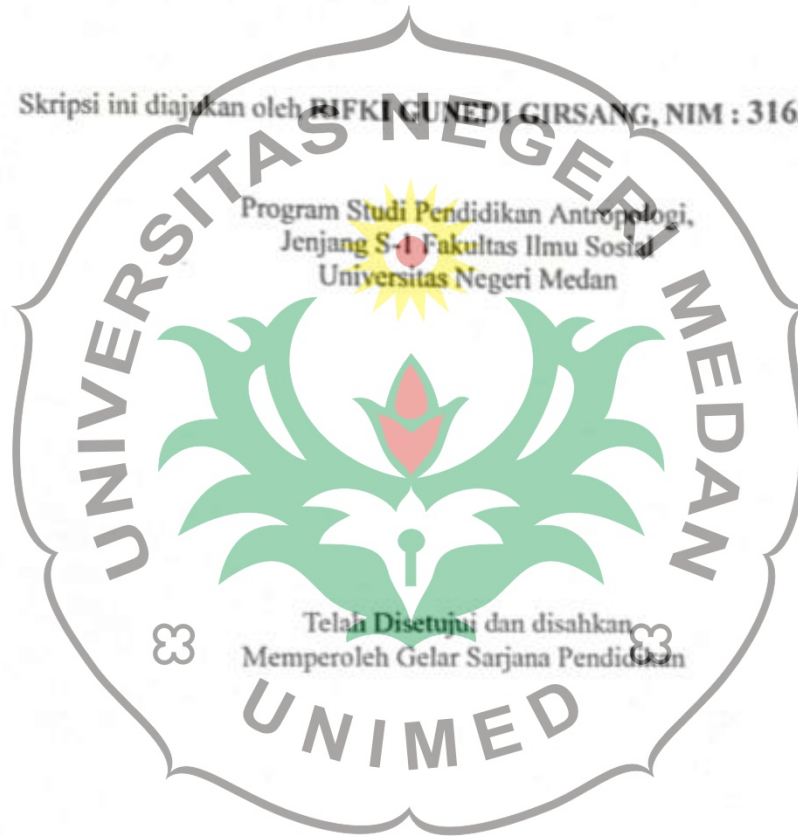 Skripsi ini diajukan oleh RIFKI GUNEDI GIRSANG, NIM : 316
Program Studi Pendidikan Antropologi,
Jenjang S-1 Fakultas Ilmu Sosial
Universitas Negeri Medan
Telah Disetujui dan disahkan
Memperoleh Gelar Sarjana Pendidikan
UNIVERSITAS NEGERI MEDAN
UNIMED